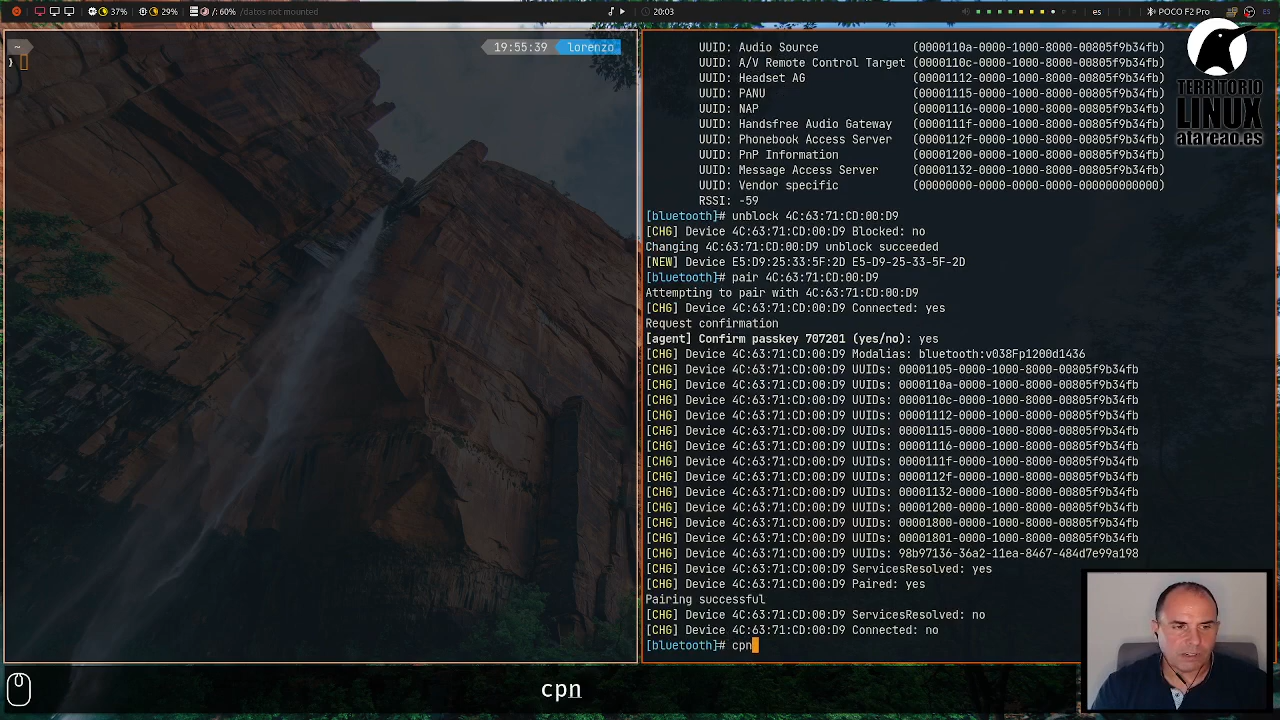 37% 29% /: 60% /datos not mounted
20:03
es
POCO F2 Pro
ES
~
19:55:39 lorenzo
❯
UUID: Audio Source (0000110a-0000-1000-8000-00805f9b34fb)
UUID: A/V Remote Control Target (0000110c-0000-1000-8000-00805f9b34fb)
UUID: Headset AG (00001112-0000-1000-8000-00805f9b34fb)
UUID: PANU (00001115-0000-1000-8000-00805f9b34fb)
UUID: NAP (00001116-0000-1000-8000-00805f9b34fb)
UUID: Handsfree Audio Gateway (0000111f-0000-1000-8000-00805f9b34fb)
UUID: Phonebook Access Server (0000112f-0000-1000-8000-00805f9b34fb)
UUID: PnP Information (00001200-0000-1000-8000-00805f9b34fb)
UUID: Message Access Server (00001132-0000-1000-8000-00805f9b34fb)
UUID: Vendor specific (00000000-0000-0000-0000-000000000000)
RSSI: -59
[bluetooth]# unblock 4C:63:71:CD:00:D9
[CHG] Device 4C:63:71:CD:00:D9 Blocked: no
Changing 4C:63:71:CD:00:D9 unblock succeeded
[NEW] Device E5:D9:25:33:5F:2D E5-D9-25-33-5F-2D
[bluetooth]# pair 4C:63:71:CD:00:D9
Attempting to pair with 4C:63:71:CD:00:D9
[CHG] Device 4C:63:71:CD:00:D9 Connected: yes
Request confirmation
[agent] Confirm passkey 707201 (yes/no): yes
[CHG] Device 4C:63:71:CD:00:D9 Modalias: bluetooth:v038Fp1200d1436
[CHG] Device 4C:63:71:CD:00:D9 UUIDs: 00001105-0000-1000-8000-00805f9b34fb
[CHG] Device 4C:63:71:CD:00:D9 UUIDs: 0000110a-0000-1000-8000-00805f9b34fb
[CHG] Device 4C:63:71:CD:00:D9 UUIDs: 0000110c-0000-1000-8000-00805f9b34fb
[CHG] Device 4C:63:71:CD:00:D9 UUIDs: 00001112-0000-1000-8000-00805f9b34fb
[CHG] Device 4C:63:71:CD:00:D9 UUIDs: 00001115-0000-1000-8000-00805f9b34fb
[CHG] Device 4C:63:71:CD:00:D9 UUIDs: 00001116-0000-1000-8000-00805f9b34fb
[CHG] Device 4C:63:71:CD:00:D9 UUIDs: 0000111f-0000-1000-8000-00805f9b34fb
[CHG] Device 4C:63:71:CD:00:D9 UUIDs: 0000112f-0000-1000-8000-00805f9b34fb
[CHG] Device 4C:63:71:CD:00:D9 UUIDs: 00001132-0000-1000-8000-00805f9b34fb
[CHG] Device 4C:63:71:CD:00:D9 UUIDs: 00001200-0000-1000-8000-00805f9b34fb
[CHG] Device 4C:63:71:CD:00:D9 UUIDs: 00001800-0000-1000-8000-00805f9b34fb
[CHG] Device 4C:63:71:CD:00:D9 UUIDs: 00001801-0000-1000-8000-00805f9b34fb
[CHG] Device 4C:63:71:CD:00:D9 UUIDs: 98b97136-36a2-11ea-8467-484d7e99a198
[CHG] Device 4C:63:71:CD:00:D9 ServicesResolved: yes
[CHG] Device 4C:63:71:CD:00:D9 Paired: yes
Pairing successful
[CHG] Device 4C:63:71:CD:00:D9 ServicesResolved: no
[CHG] Device 4C:63:71:CD:00:D9 Connected: no
[bluetooth]# cpn
TERRITORIO
LINUX
atareao.es
cpn